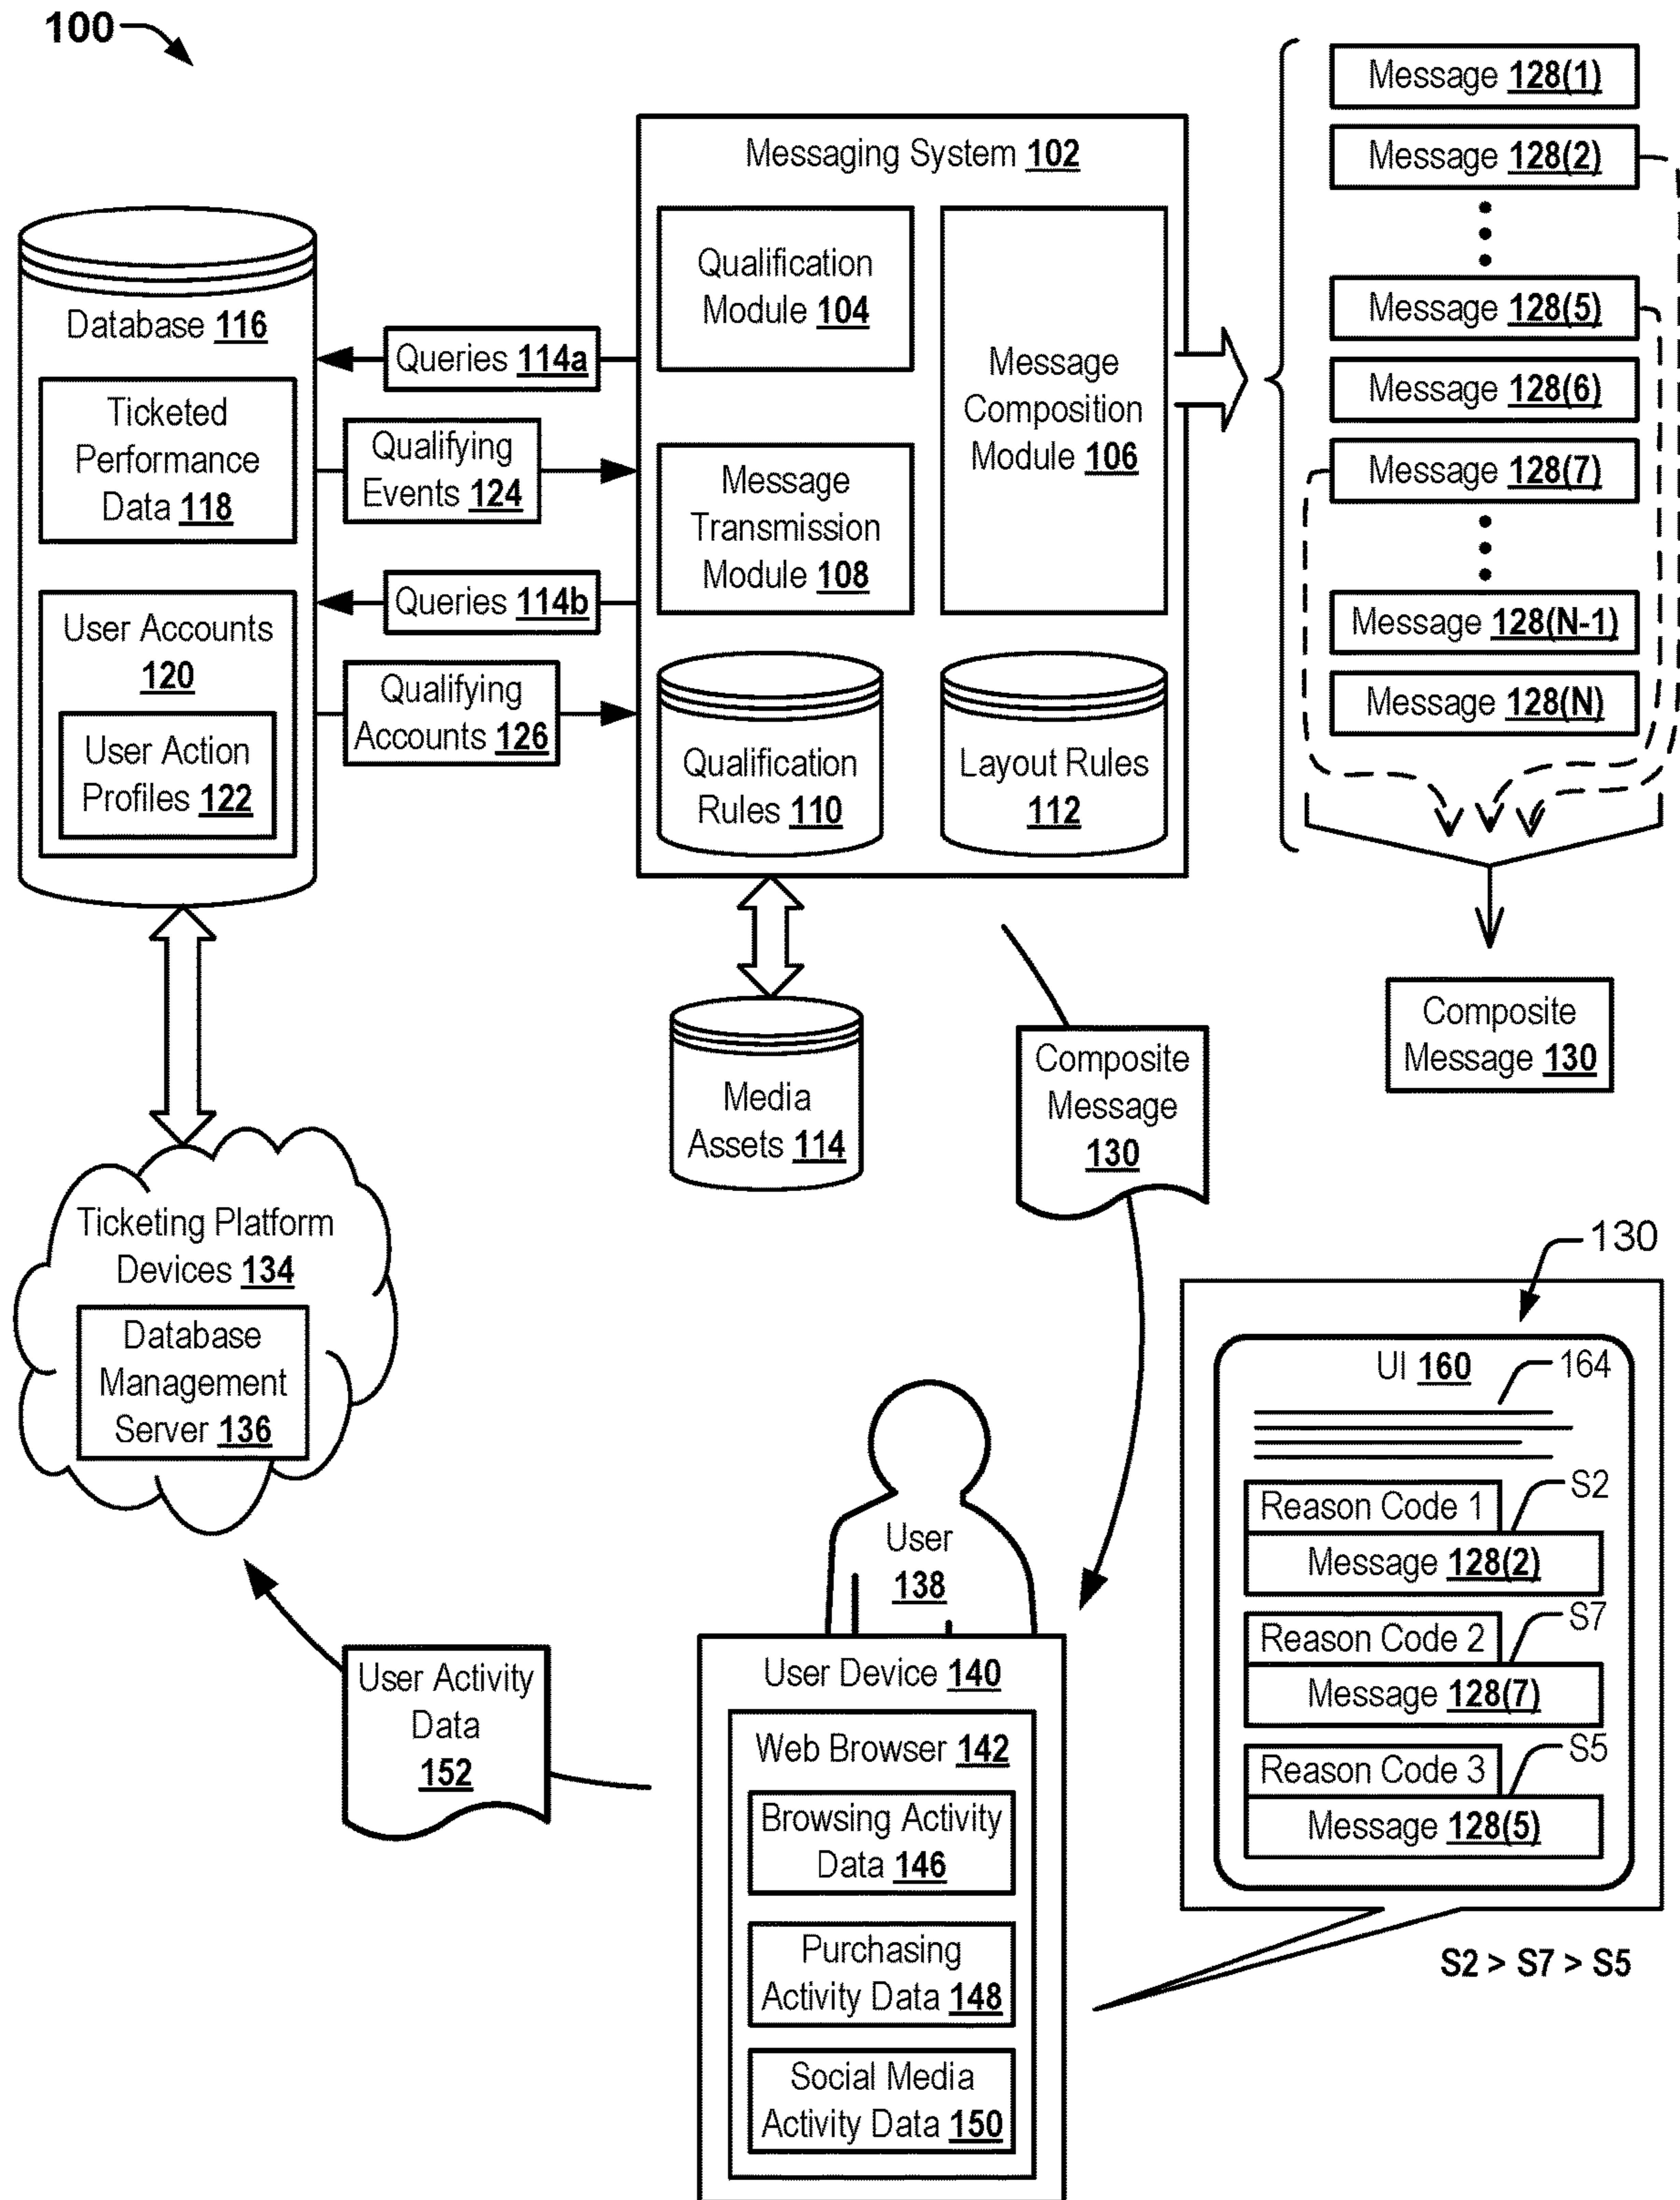 100
Messaging System 102
Qualification
Module 104
Message
Composition
Module 106
Message
Transmission
Module 108
Qualification
Rules 110
Layout Rules
112
Database 116
Ticketed
Performance
Data 118
User Accounts
120
User Action
Profiles 122
Queries 114a
Qualifying
Events 124
Queries 114b
Qualifying
Accounts 126
Message 128(1)
Message 128(2)
Message 128(5)
Message 128(6)
Message 128(7)
Message 128(N-1)
Message 128(N)
Composite
Message 130
Media
Assets 114
Composite
Message
130
Ticketing Platform
Devices 134
Database
Management
Server 136
User Activity
Data
152
User
138
User Device 140
Web Browser 142
Browsing Activity
Data 146
Purchasing
Activity Data 148
Social Media
Activity Data 150
130
UI 160
164
Reason Code 1
S2
Message 128(2)
Reason Code 2
S7
Message 128(7)
Reason Code 3
S5
Message 128(5)
S2 > S7 > S5